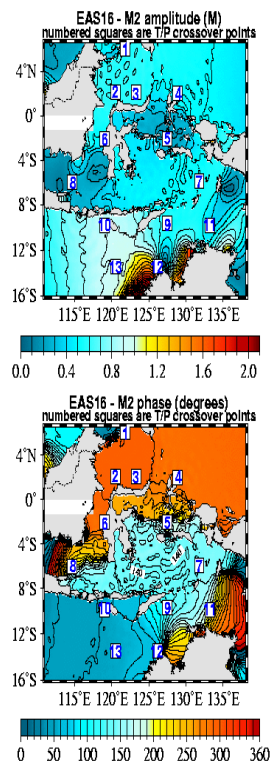 EAS16 - M2 amplitude (M)
numbered squares are T/P crossover points
1
4°N
2 3 4
0°
6 5
4°S
8 7
8°S
10 9 11
12°S
13 12
16°S
115°E 120°E 125°E 130°E 135°E
0.0 0.4 0.8 1.2 1.6 2.0
EAS16 - M2 phase (degrees)
numbered squares are T/P crossover points
1
4°N
2 3 4
0°
6 5
4°S
8 7
8°S
10 9 11
12°S
13 12
16°S
115°E 120°E 125°E 130°E 135°E
0 50 100 150 200 250 300 360